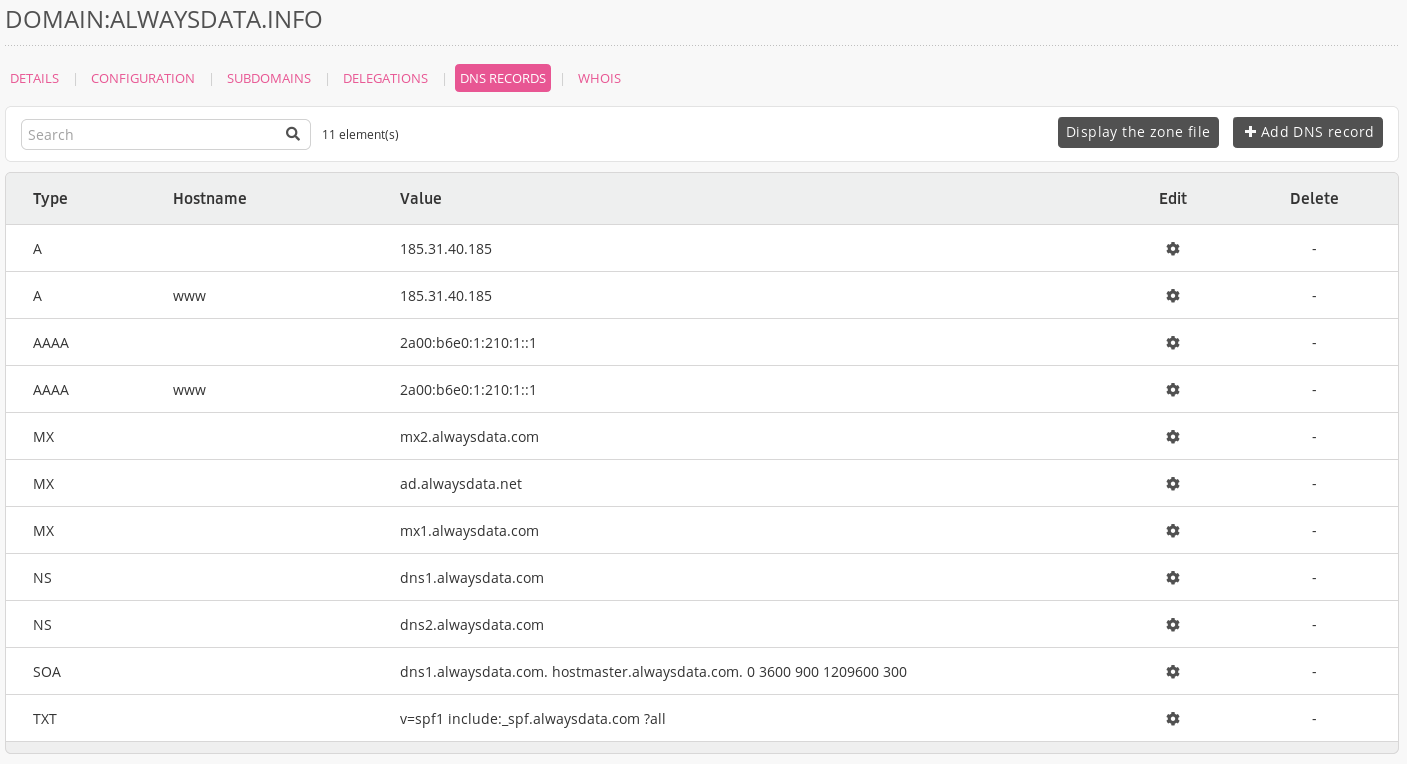 DOMAIN:ALWAYSDATA.INFO
DETAILS | CONFIGURATION | SUBDOMAINS | DELEGATIONS | DNS RECORDS | WHOIS
Search 11 element(s) Display the zone file Add DNS record
Type Hostname Value Edit Delete
A 185.31.40.185 -
A www 185.31.40.185 -
AAAA 2a00:b6e0:1:210:1::1 -
AAAA www 2a00:b6e0:1:210:1::1 -
MX mx2.alwaysdata.com -
MX ad.alwaysdata.net -
MX mx1.alwaysdata.com -
NS dns1.alwaysdata.com -
NS dns2.alwaysdata.com -
SOA dns1.alwaysdata.com. hostmaster.alwaysdata.com. 0 3600 900 1209600 300 -
TXT v=spf1 include:_spf.alwaysdata.com ?all -